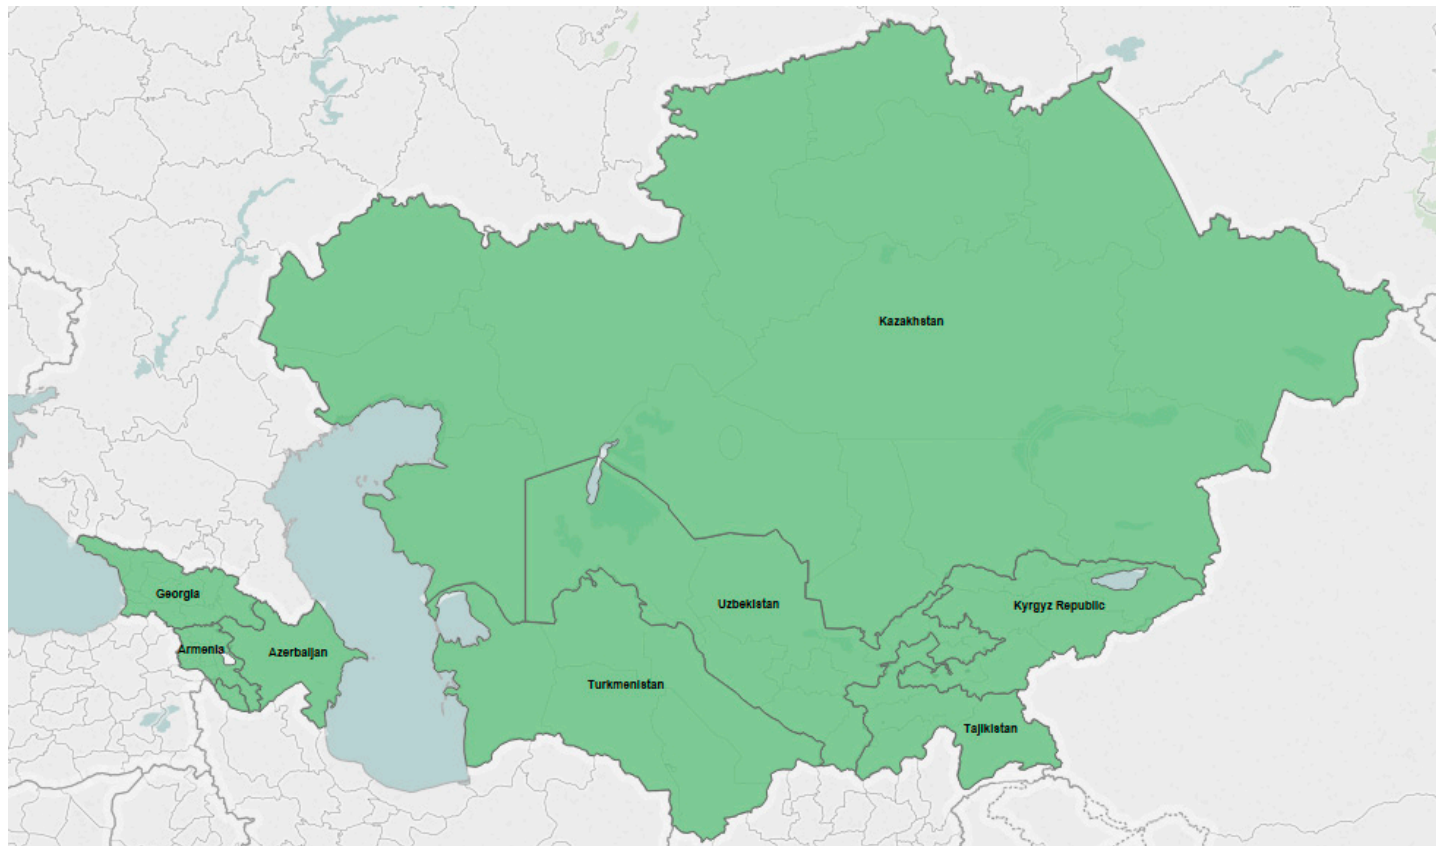 Kazakhstan
Georgia
Uzbekistan
Kyrgyz Republic
Armenia
Azerbaijan
Turkmenistan
Tajikistan